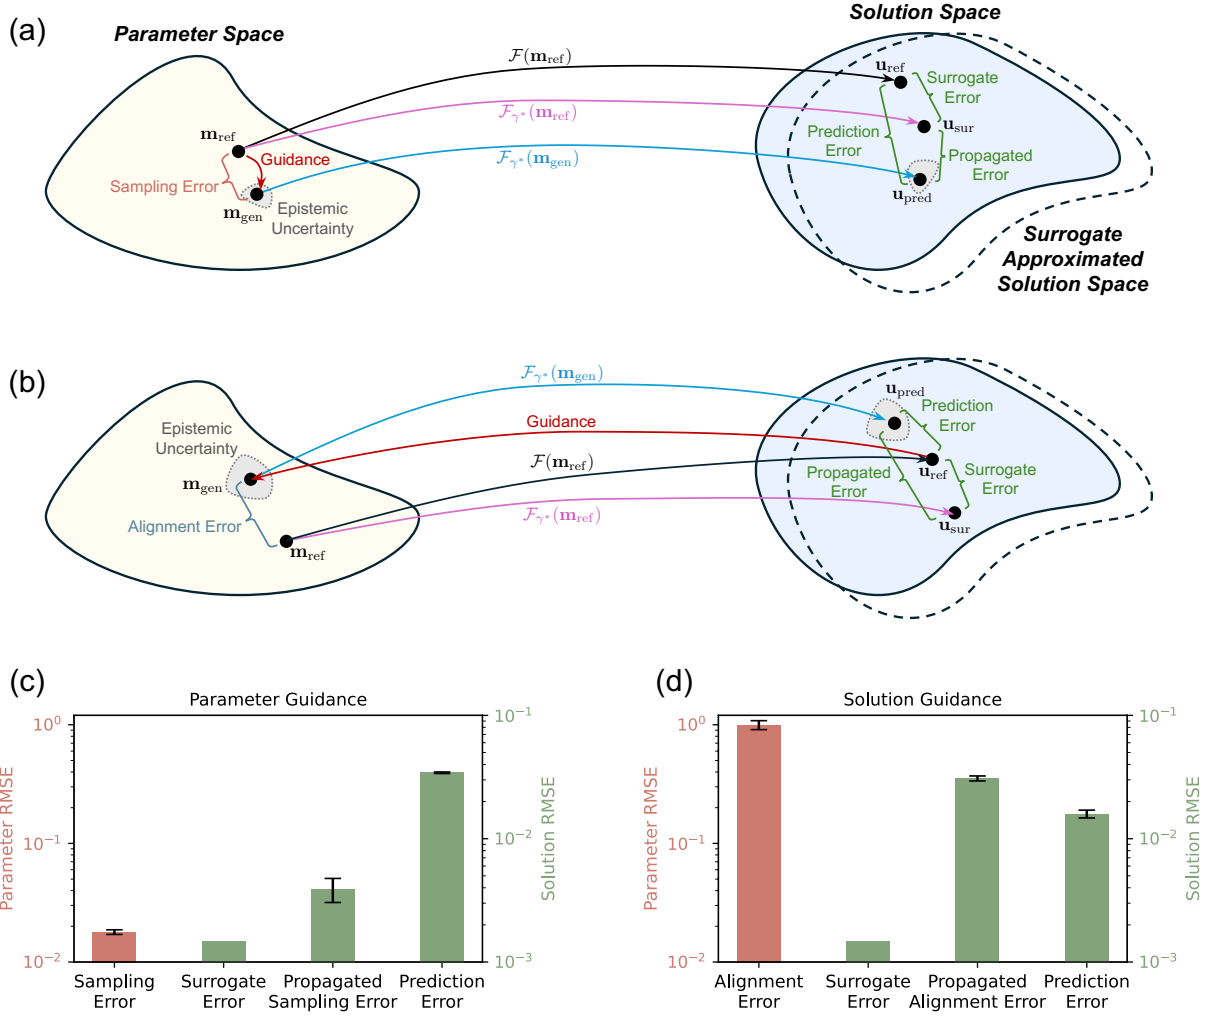 (a)
Parameter Space
Solution Space
𝓕(m_ref)
u_ref
Surrogate
Error
m_ref
𝓕_γ*(m_ref)
Prediction
Error
u_sur
Guidance
𝓕_γ*(m_gen)
Propagated
Error
Sampling Error
m_gen
Epistemic
Uncertainty
u_pred
Surrogate
Approximated
Solution Space
(b)
𝓕_γ*(m_gen)
u_pred
Prediction
Error
Epistemic
Uncertainty
Guidance
m_gen
𝓕(m_ref)
Propagated
Error
u_ref
Surrogate
Error
Alignment Error
𝓕_γ*(m_ref)
m_ref
u_sur
(c)
Parameter Guidance
10^0
10^-1
10^-2
Parameter RMSE
10^-1
10^-2
10^-3
Solution RMSE
Sampling
Error
Surrogate
Error
Propagated
Sampling Error
Prediction
Error
(d)
Solution Guidance
10^0
10^-1
10^-2
Parameter RMSE
10^-1
10^-2
10^-3
Solution RMSE
Alignment
Error
Surrogate
Error
Propagated
Alignment Error
Prediction
Error